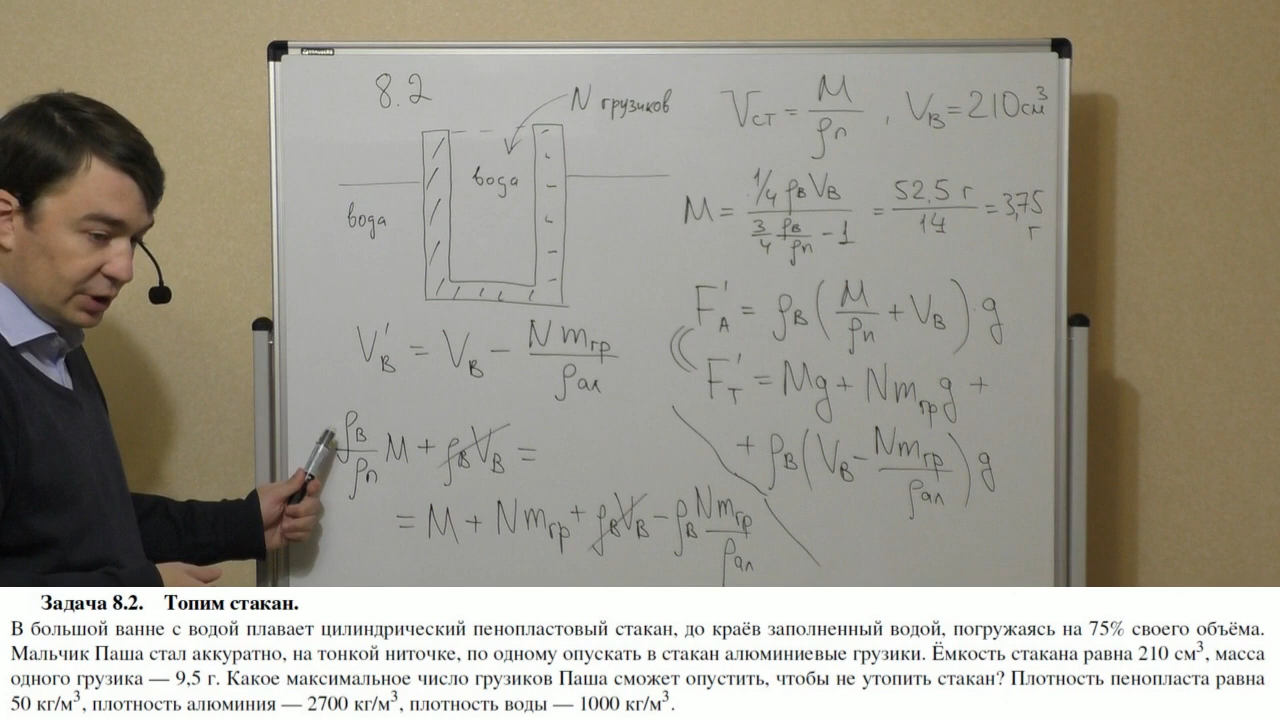 8.2
N грузиков
вода
вода
V_ст = M/ρ_п , V_в = 210 см³
M = (1/4 ρ_в V_в)/(3/4 ρ_в/ρ_п − 1) = 52,5 г/14 = 3,75 г
F'_A = ρ_в (M/ρ_п + V_в) · g
F'_т = Mg + N m_гр g +
+ ρ_в (V_в − N m_гр/ρ_ал) g
V'_в = V_в − N m_гр/ρ_ал
ρ_в/ρ_п M + ρ_в V_в =
= M + N m_гр + ρ_в V_в − ρ_в N m_гр/ρ_ал
Задача 8.2. Топим стакан.
В большой ванне с водой плавает цилиндрический пенопластовый стакан, до краёв заполненный водой, погружаясь на 75% своего объёма.
Мальчик Паша стал аккуратно, на тонкой ниточке, по одному опускать в стакан алюминиевые грузики. Ёмкость стакана равна 210 см³, масса
одного грузика — 9,5 г. Какое максимальное число грузиков Паша сможет опустить, чтобы не утопить стакан? Плотность пенопласта равна
50 кг/м³, плотность алюминия — 2700 кг/м³, плотность воды — 1000 кг/м³.